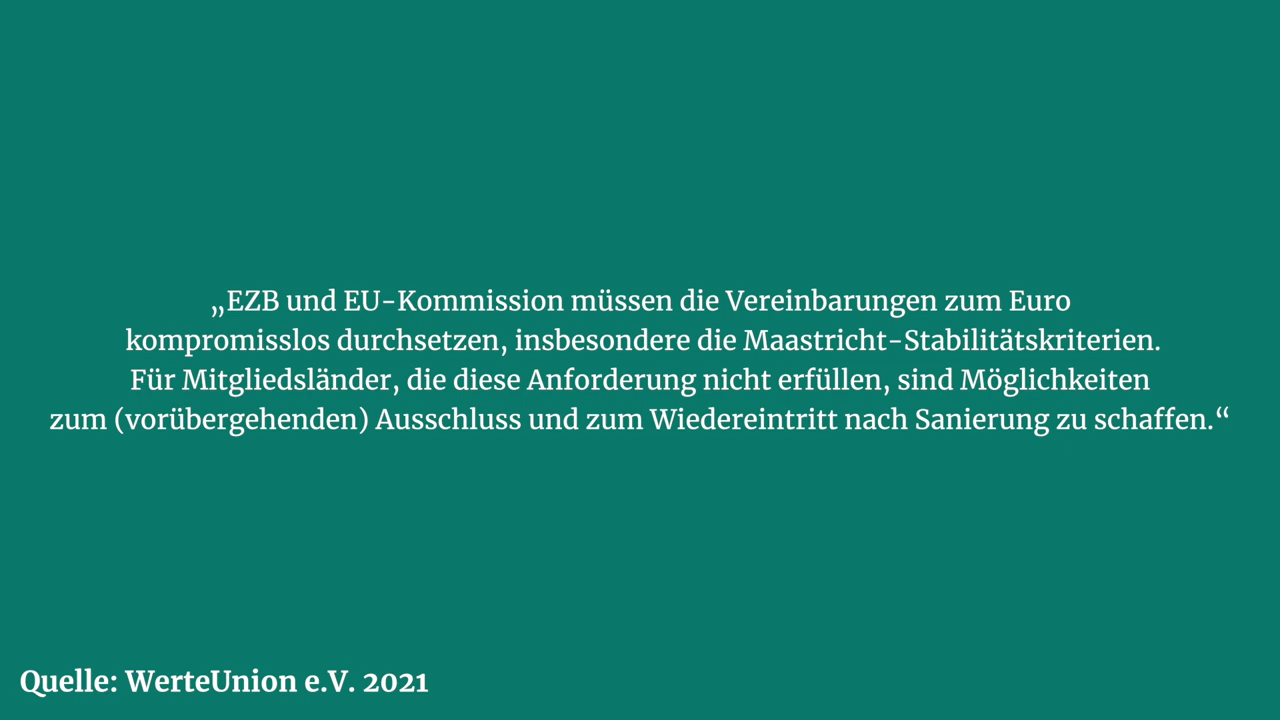 „EZB und EU-Kommission müssen die Vereinbarungen zum Euro
kompromisslos durchsetzen, insbesondere die Maastricht-Stabilitätskriterien.
Für Mitgliedsländer, die diese Anforderung nicht erfüllen, sind Möglichkeiten
zum (vorübergehenden) Ausschluss und zum Wiedereintritt nach Sanierung zu schaffen.“
Quelle: WerteUnion e.V. 2021